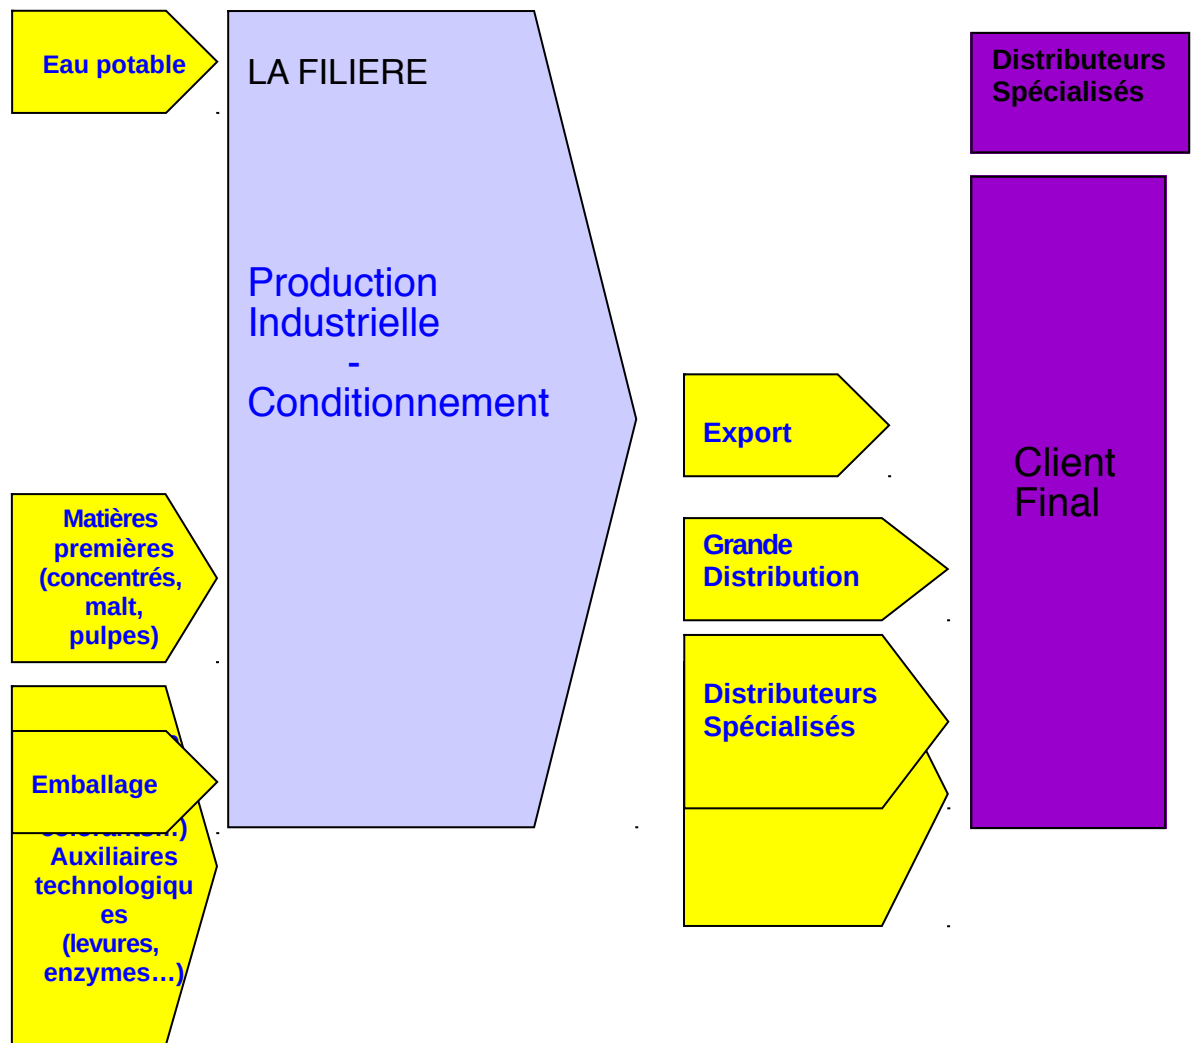 Eau potable
LA FILIERE
Production
Industrielle
-
Conditionnement
Matières
premières
(concentrés,
malt,
pulpes)
Emballage
Auxiliaires
technologiqu
es
(levures,
enzymes…)
Export
Grande
Distribution
Distributeurs
Spécialisés
Distributeurs
Spécialisés
Client
Final